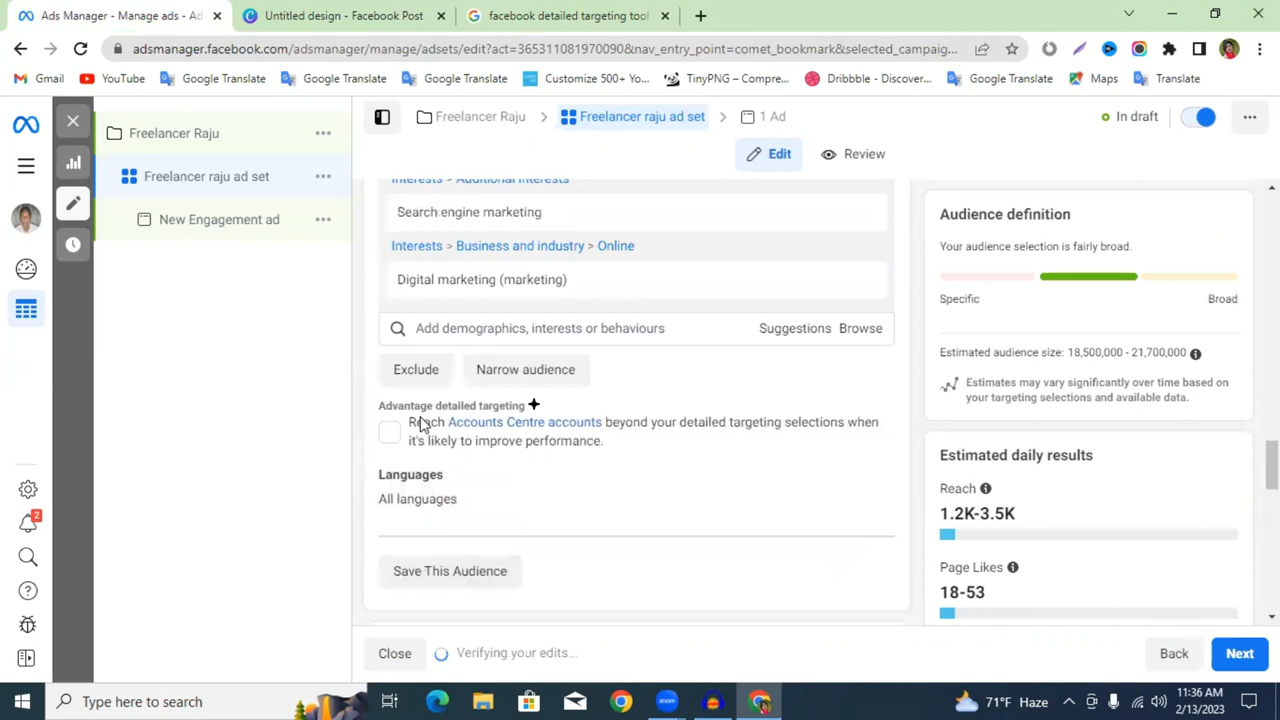 Ads Manager - Manage ads - Ad
Untitled design - Facebook Post
facebook detailed targeting tool
adsmanager.facebook.com/adsmanager/manage/adsets/edit?act=365311081970090&nav_entry_point=comet_bookmark&selected_campaig...
Gmail
YouTube
Google Translate
Google Translate
Google Translate
Customize 500+ Yo...
TinyPNG – Compre...
Dribbble - Discover...
Google Translate
Maps
Translate
Freelancer Raju
Freelancer raju ad set
New Engagement ad
Freelancer Raju
Freelancer raju ad set
1 Ad
In draft
Edit
Review
Interests > Additional Interests
Search engine marketing
Interests > Business and industry > Online
Digital marketing (marketing)
Add demographics, interests or behaviours
Suggestions
Browse
Exclude
Narrow audience
Advantage detailed targeting
Reach Accounts Centre accounts beyond your detailed targeting selections when
it's likely to improve performance.
Languages
All languages
Save This Audience
Close
Verifying your edits...
Back
Next
Audience definition
Your audience selection is fairly broad.
Specific
Broad
Estimated audience size: 18,500,000 - 21,700,000
Estimates may vary significantly over time based on
your targeting selections and available data.
Estimated daily results
Reach
1.2K-3.5K
Page Likes
18-53
2
Type here to search
zoom
71°F Haze
11:36 AM
2/13/2023